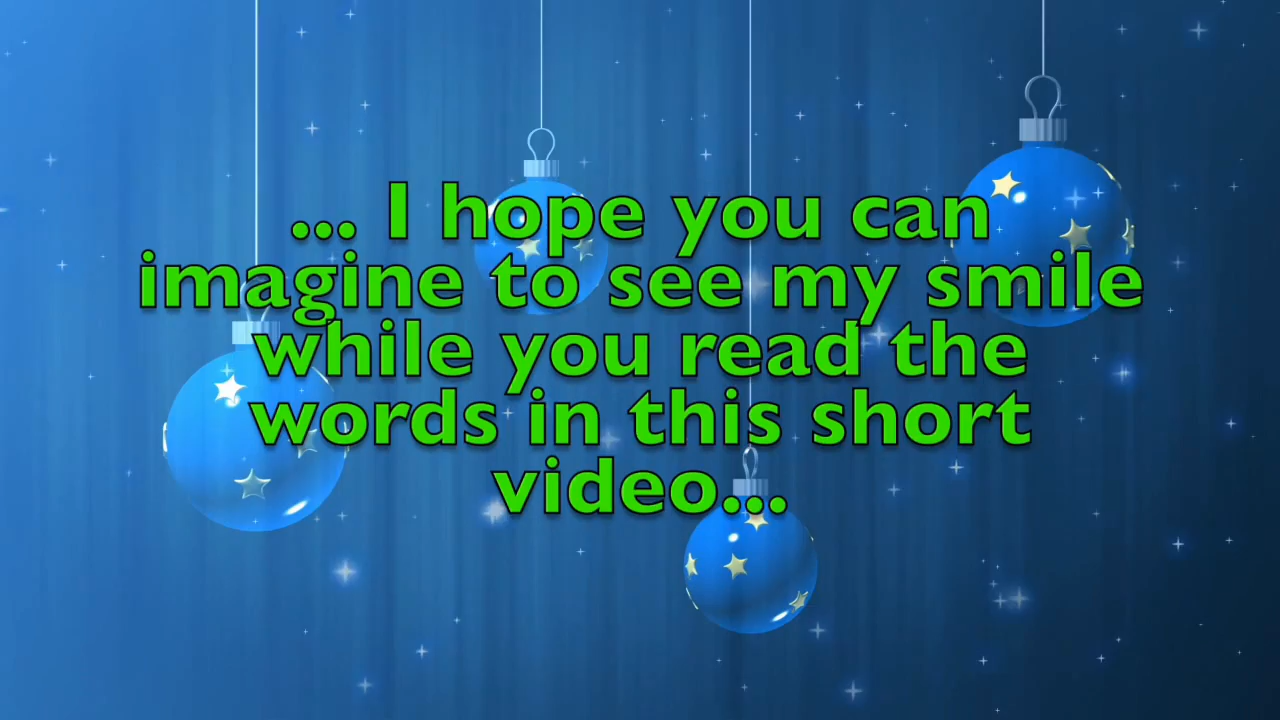 ... I hope you can
imagine to see my smile
while you read the
words in this short
video...